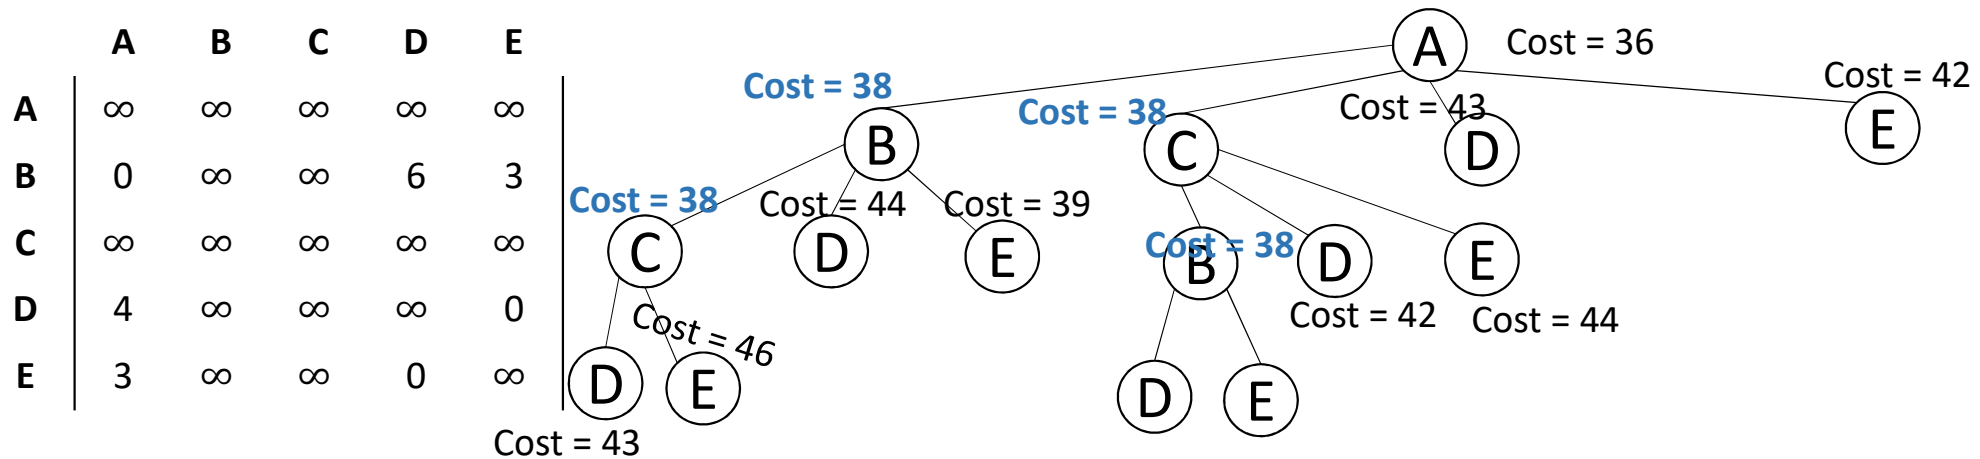 A B C D E
A ∞ ∞ ∞ ∞ ∞
B 0 ∞ ∞ 6 3
C ∞ ∞ ∞ ∞ ∞
D 4 ∞ ∞ ∞ 0
E 3 ∞ ∞ 0 ∞
A Cost = 36
Cost = 38
B
Cost = 38
C
Cost = 43
D
Cost = 42
E
Cost = 38
C
Cost = 44
D
Cost = 39
E
Cost = 38
B
D
Cost = 42
E
Cost = 44
D
Cost = 43
Cost = 46
E
D
E